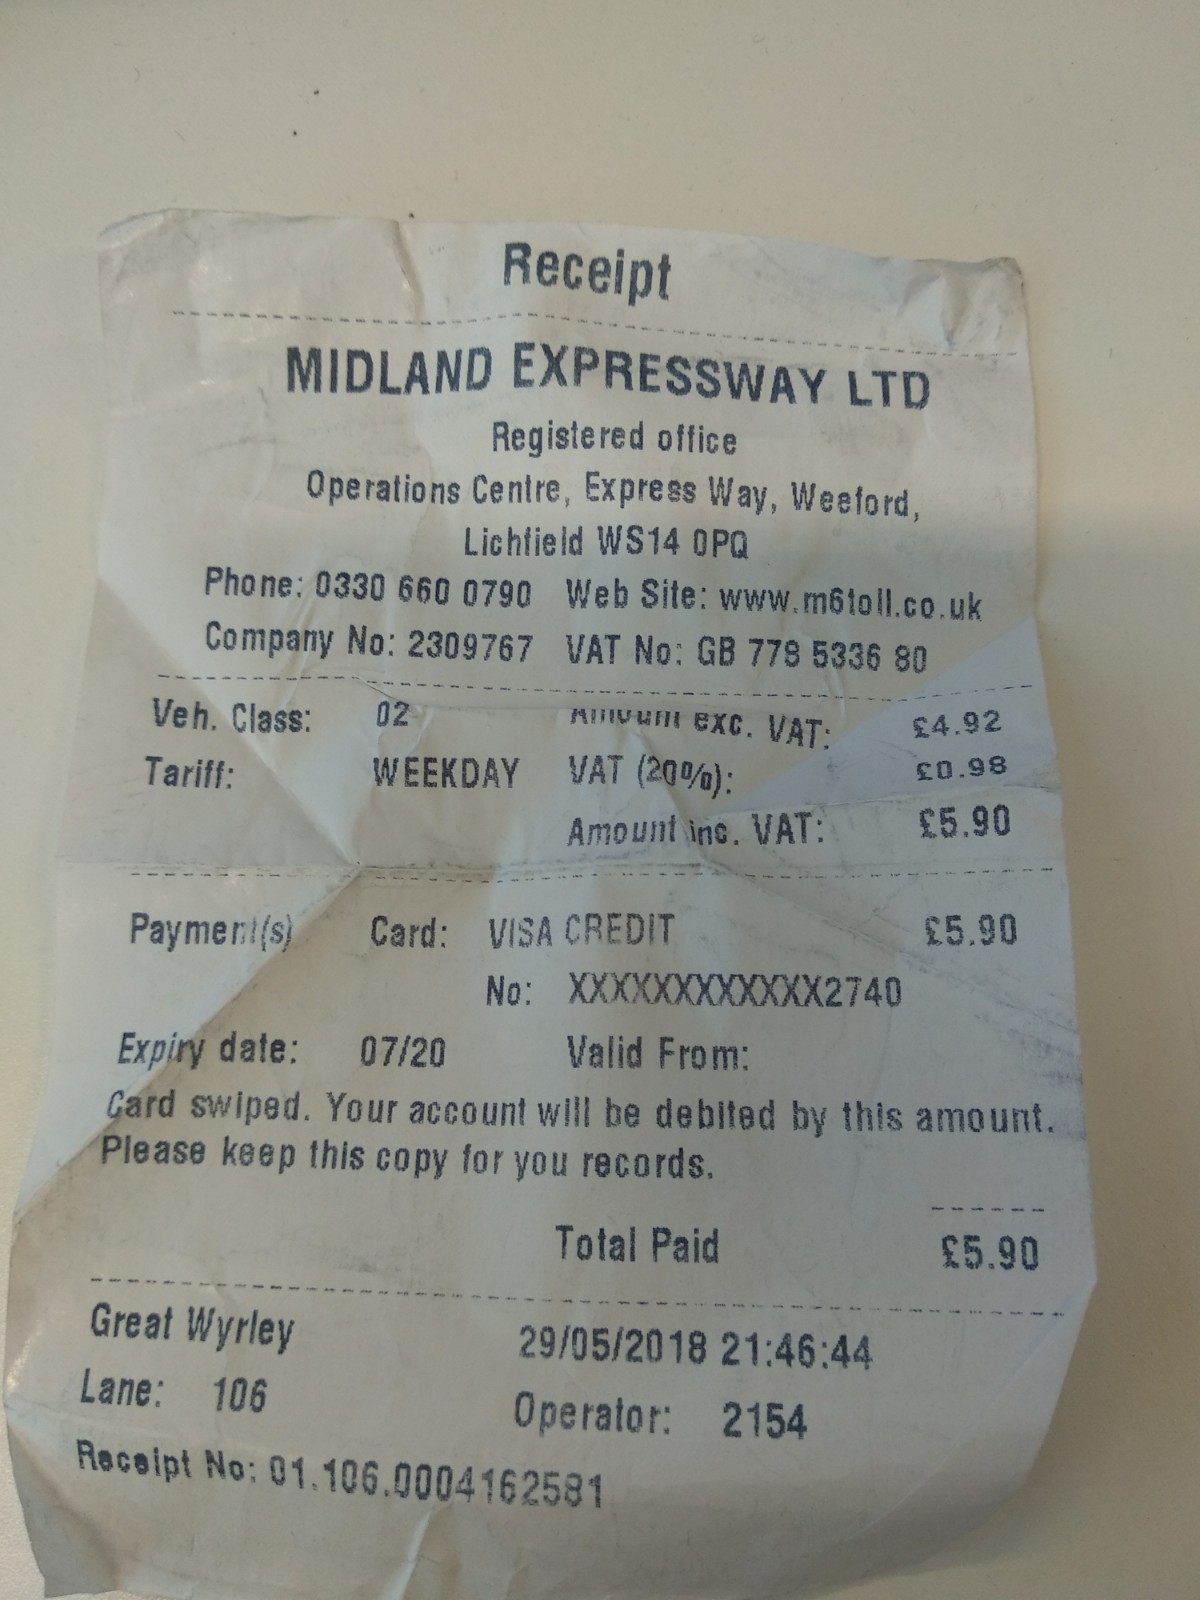 Receipt
MIDLAND EXPRESSWAY LTD
Registered office
Operations Centre, Express Way, Weeford,
Lichfield WS14 0PQ
Phone: 0330 660 0790 Web Site: www.m6toll.co.uk
Company No: 2309767 VAT No: GB 778 5336 80
Veh. Class: 02 Amount exc. VAT: £4.92
Tariff: WEEKDAY VAT (20%): £0.98
Amount inc. VAT: £5.90
Payment(s) Card: VISA CREDIT £5.90
No: XXXXXXXXXXXX2740
Expiry date: 07/20 Valid From:
Card swiped. Your account will be debited by this amount.
Please keep this copy for you records.
Total Paid £5.90
Great Wyrley 29/05/2018 21:46:44
Lane: 106 Operator: 2154
Receipt No: 01.106.0004162581